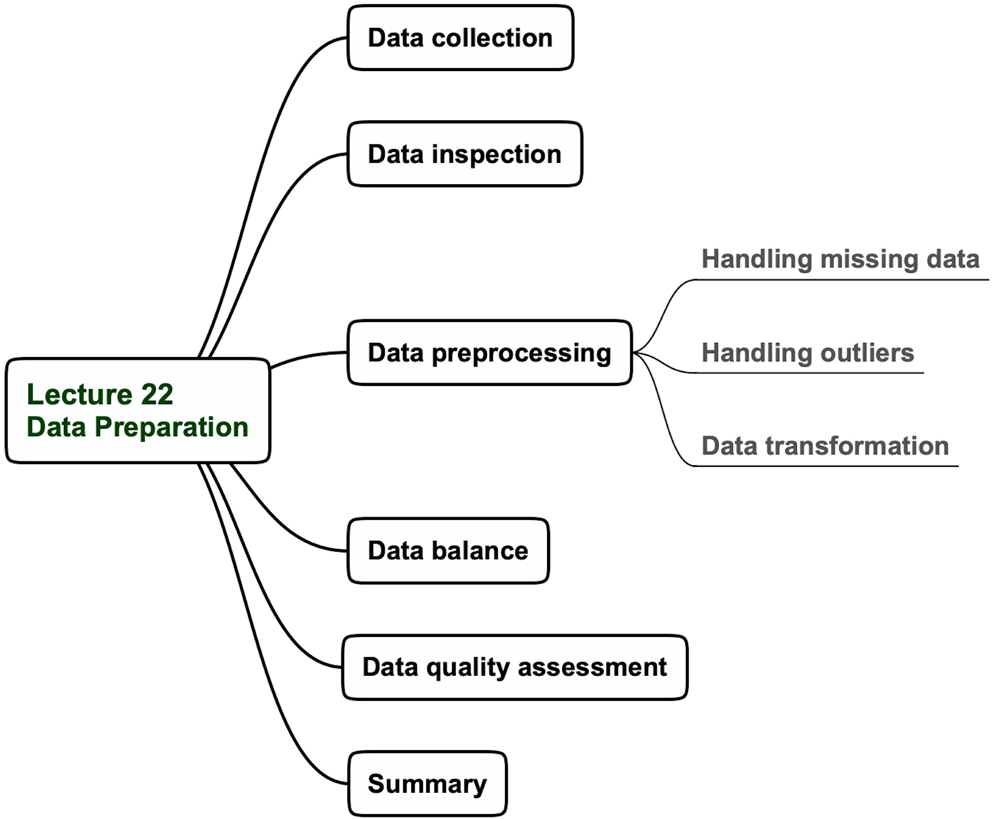 Lecture 22
Data Preparation
Data collection
Data inspection
Data preprocessing
Handling missing data
Handling outliers
Data transformation
Data balance
Data quality assessment
Summary